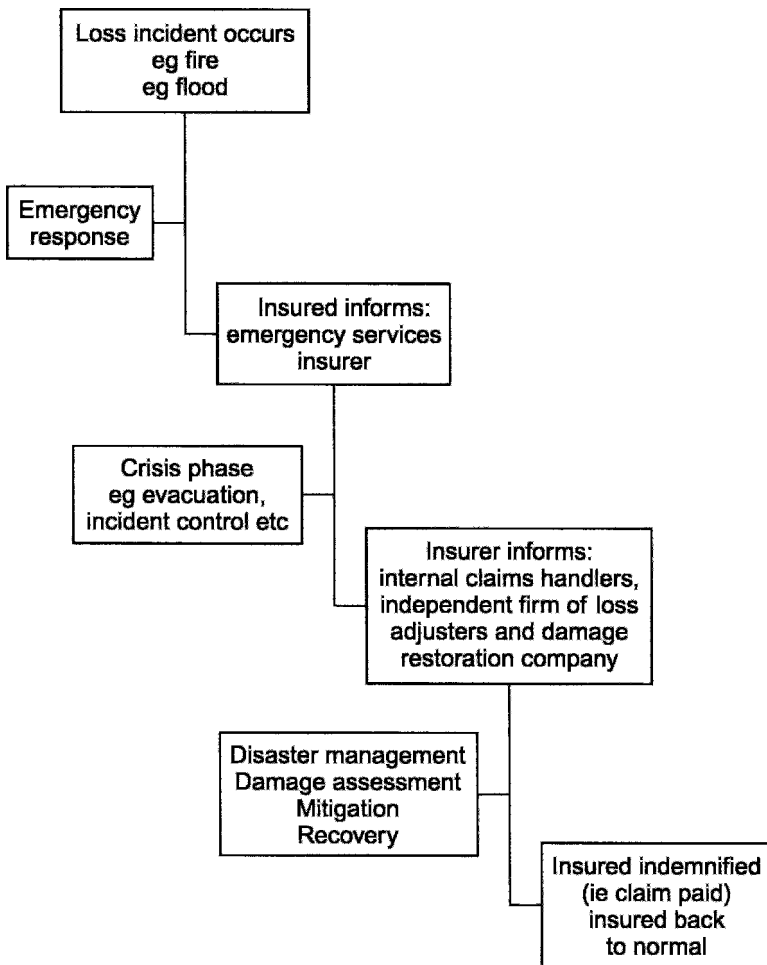 Loss incident occurs
eg fire
eg flood
Emergency
response
Insured informs:
emergency services
insurer
Crisis phase
eg evacuation,
incident control etc
Insurer informs:
internal claims handlers,
independent firm of loss
adjusters and damage
restoration company
Disaster management
Damage assessment
Mitigation
Recovery
Insured indemnified
(ie claim paid)
insured back
to normal